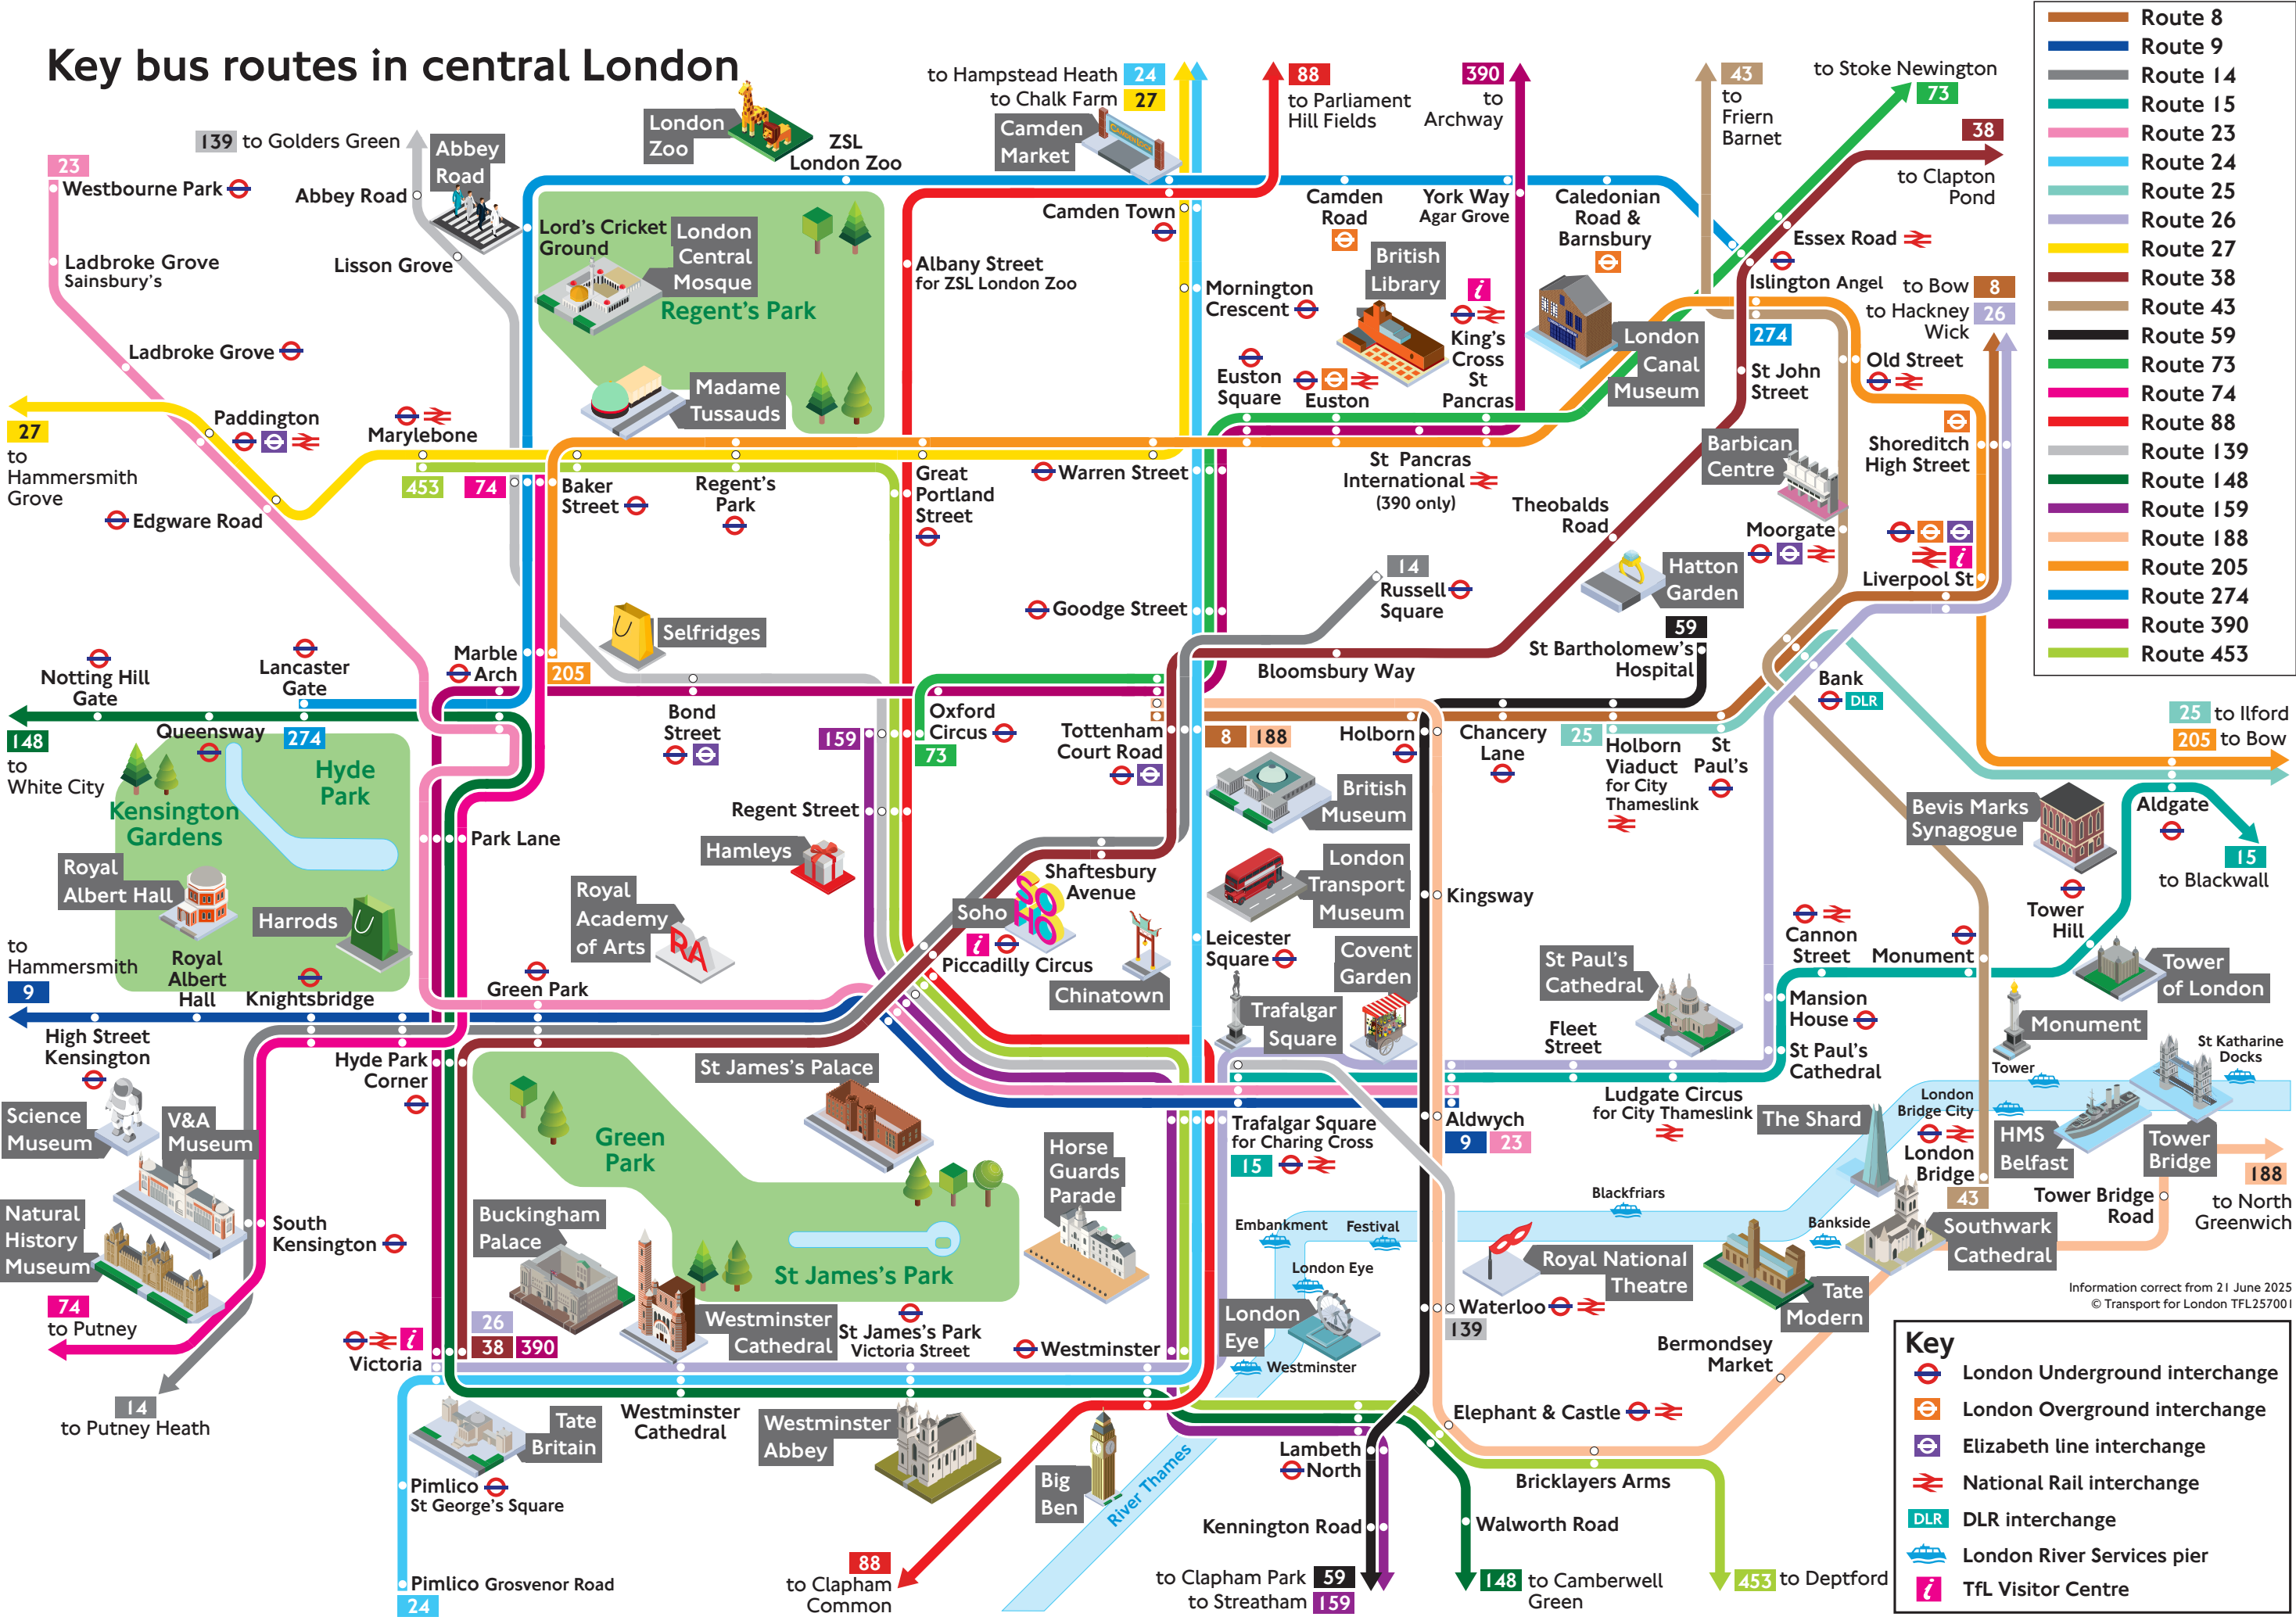 Key bus routes in central London
Route 8
Route 9
Route 14
Route 15
Route 23
Route 24
Route 25
Route 26
Route 27
Route 38
Route 43
Route 59
Route 73
Route 74
Route 88
Route 139
Route 148
Route 159
Route 188
Route 205
Route 274
Route 390
Route 453
to Hampstead Heath 24
to Chalk Farm 27
88
to Parliament
Hill Fields
390
to
Archway
43
to
Friern
Barnet
to Stoke Newington
73
38
to Clapton
Pond
139 to Golders Green
Abbey
Road
London
Zoo
ZSL
London Zoo
Camden
Market
CAMDEN LOCK
23
Westbourne Park
Abbey Road
Lisson Grove
Lord's Cricket
Ground
London
Central
Mosque
Regent's Park
Camden Town
Camden
Road
York Way
Agar Grove
Caledonian
Road &
Barnsbury
Essex Road
Islington Angel
274
to Bow 8
to Hackney 26
Wick
Ladbroke Grove
Sainsbury's
Albany Street
for ZSL London Zoo
Mornington
Crescent
British
Library
i
King's
Cross
St
Pancras
London
Canal
Museum
St John
Street
Old Street
Ladbroke Grove
Madame
Tussauds
Euston
Square
Euston
27
to
Hammersmith
Grove
Paddington
Marylebone
453
74
Baker
Street
Regent's
Park
Great
Portland
Street
Warren Street
St Pancras
International
(390 only)
Barbican
Centre
Shoreditch
High Street
Edgware Road
Theobalds
Road
Moorgate
i
Liverpool St
14
Russell
Square
Hatton
Garden
Goodge Street
59
St Bartholomew's
Hospital
Selfridges
Notting Hill
Gate
Lancaster
Gate
Marble
Arch
205
Bloomsbury Way
Bank
DLR
148
to
White City
Queensway
274
Bond
Street
159
Oxford
Circus
73
Tottenham
Court Road
8 188
Holborn
Chancery
Lane
25
Holborn
Viaduct
for City
Thameslink
St
Paul's
25 to Ilford
205 to Bow
Hyde
Park
Kensington
Gardens
Park Lane
Regent Street
Hamleys
British
Museum
Bevis Marks
Synagogue
Aldgate
15
to Blackwall
Royal
Albert Hall
Harrods
Royal
Academy
of Arts
RA
Shaftesbury
Avenue
Soho
SOHO
i
Piccadilly Circus
Chinatown
London
Transport
Museum
Kingsway
Leicester
Square
Covent
Garden
St Paul's
Cathedral
Cannon
Street
Monument
Tower
Hill
Tower
of London
to
Hammersmith
9
Royal
Albert
Hall
Knightsbridge
Green Park
Trafalgar
Square
Fleet
Street
Mansion
House
Monument
High Street
Kensington
Hyde Park
Corner
St James's Palace
St Paul's
Cathedral
Tower
St Katharine
Docks
Science
Museum
V&A
Museum
Green
Park
Horse
Guards
Parade
Trafalgar Square
for Charing Cross
15
Aldwych
9 23
Ludgate Circus
for City Thameslink
The Shard
London
Bridge City
London
Bridge
43
HMS
Belfast
Tower
Bridge
188
to North
Greenwich
Tower Bridge
Road
Natural
History
Museum
South
Kensington
Buckingham
Palace
St James's Park
Embankment
Festival
Blackfriars
Bankside
Southwark
Cathedral
London Eye
Royal National
Theatre
Tate
Modern
74
to Putney
26
38 390
Westminster
Cathedral
St James's Park
Victoria Street
Westminster
London
Eye
Westminster
Waterloo
139
Information correct from 21 June 2025
© Transport for London TFL257001
i
Victoria
Bermondsey
Market
14
to Putney Heath
Tate
Britain
Westminster
Cathedral
Westminster
Abbey
Big
Ben
River Thames
Lambeth
North
Elephant & Castle
Bricklayers Arms
Pimlico
St George's Square
Kennington Road
Walworth Road
Pimlico Grosvenor Road
24
88
to Clapham
Common
to Clapham Park 59
to Streatham 159
148 to Camberwell
Green
453 to Deptford
Key
London Underground interchange
London Overground interchange
Elizabeth line interchange
National Rail interchange
DLR DLR interchange
London River Services pier
i TfL Visitor Centre